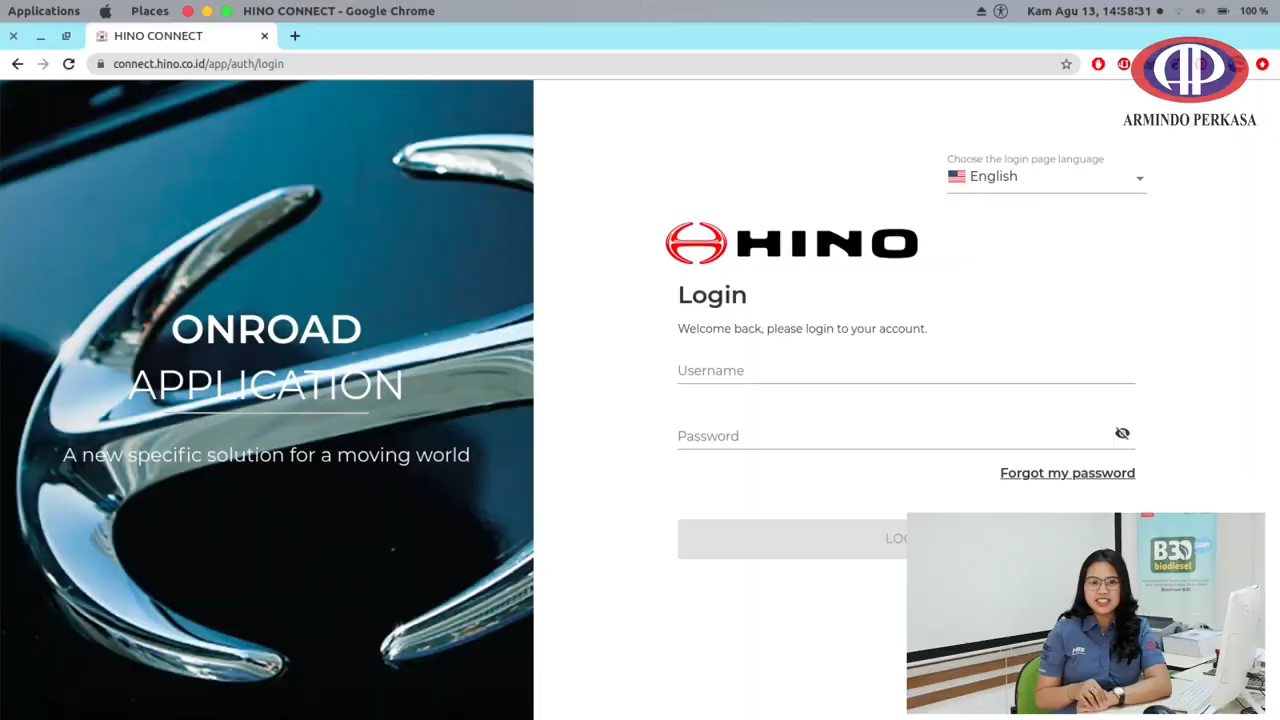 Applications Places HINO CONNECT - Google Chrome Kam Agu 13, 14:58:31 100 %
HINO CONNECT
connect.hino.co.id/app/auth/login
AP
ARMINDO PERKASA
Choose the login page language
English
HINO
Login
Welcome back, please login to your account.
Username
Password
Forgot my password
ONROAD
APPLICATION
A new specific solution for a moving world
B30
biodiesel